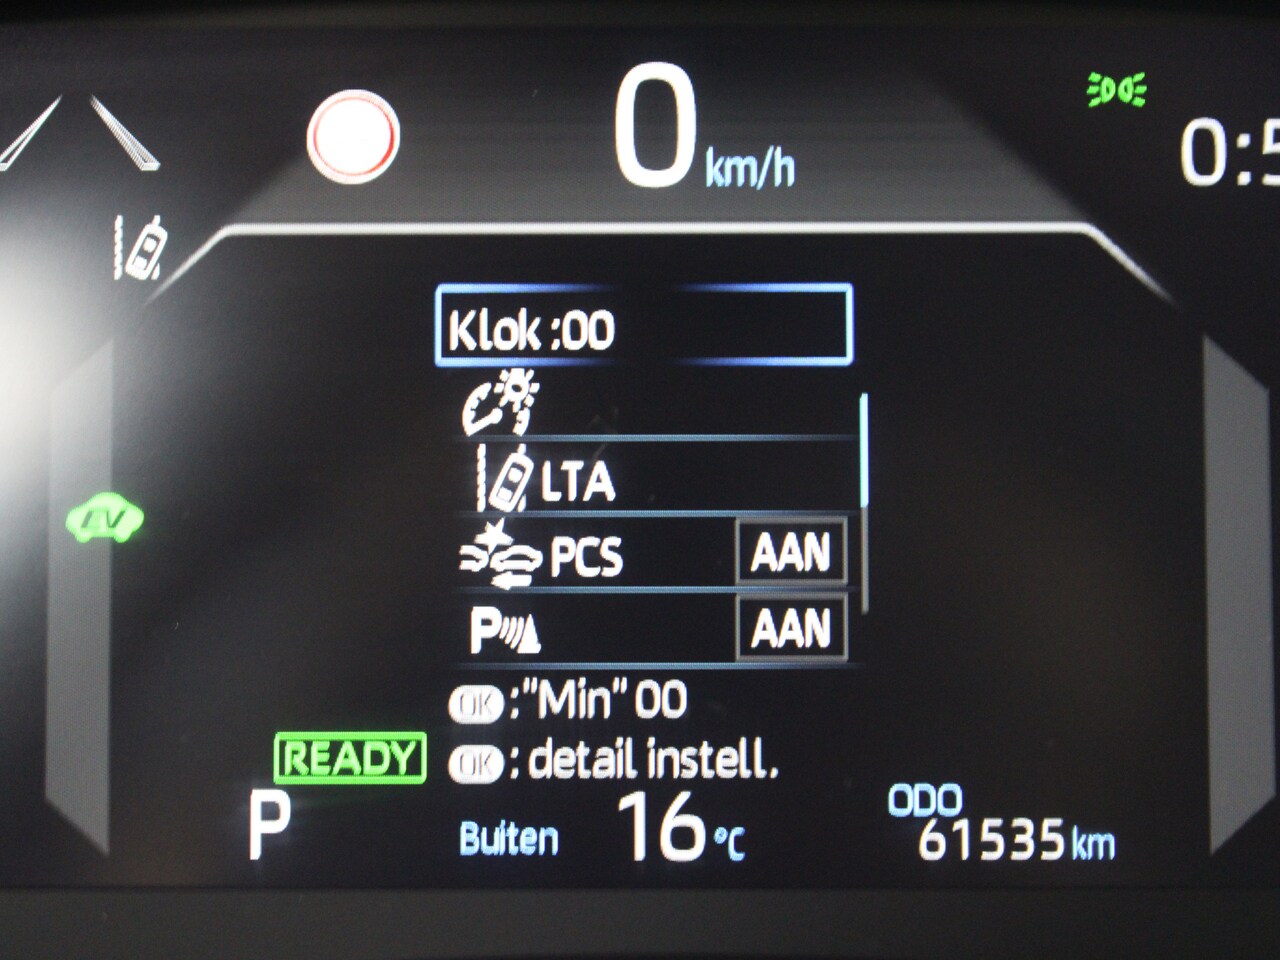 0 km/h
0:5
Klok :00
LTA
EV
PCS AAN
P AAN
OK :"Min" 00
READY
OK : detail instell.
P
Buiten 16 °C
ODO
61535 km